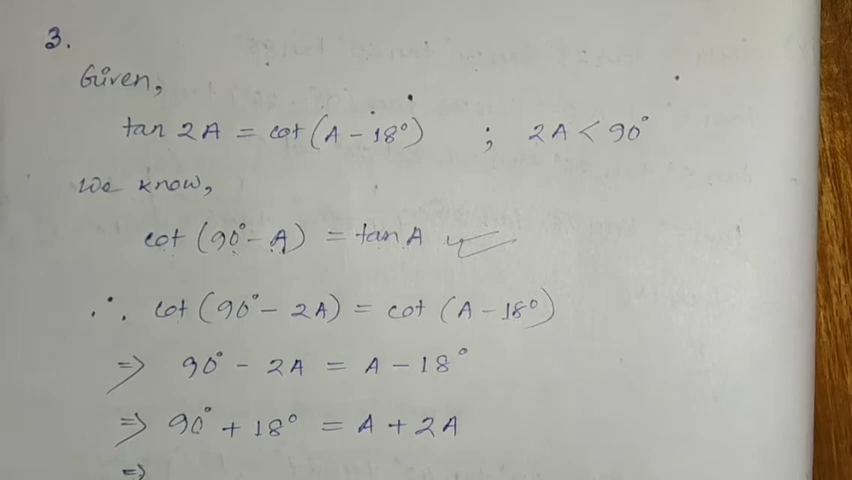 3.
Given,
tan 2A = cot (A - 18°) ; 2A < 90°
We know,
cot (90° - A) = tan A
∴ cot (90° - 2A) = cot (A - 18°)
⇒ 90° - 2A = A - 18°
⇒ 90° + 18° = A + 2A
⇒